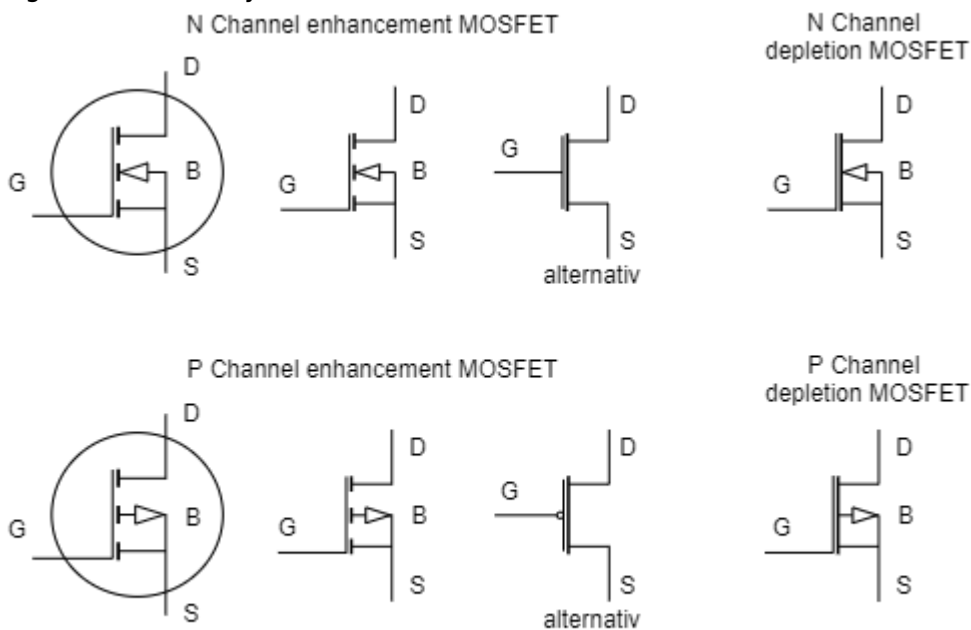 N Channel enhancement MOSFET
N Channel
depletion MOSFET
D
G
B
S
D
G
B
S
D
G
S
alternativ
D
G
B
S
P Channel enhancement MOSFET
P Channel
depletion MOSFET
D
G
B
S
D
G
B
S
D
G
S
alternativ
D
G
B
S